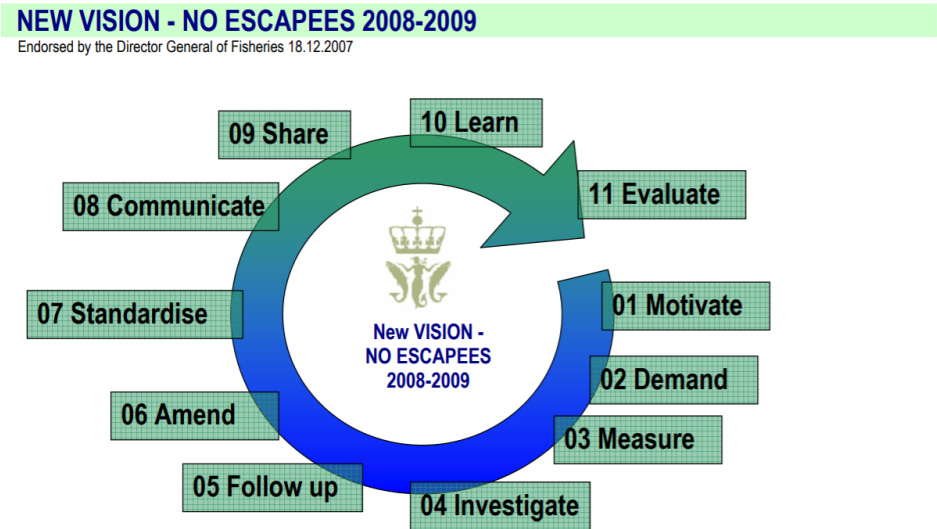 NEW VISION - NO ESCAPEES 2008-2009
Endorsed by the Director General of Fisheries 18.12.2007
10 Learn
09 Share
11 Evaluate
08 Communicate
01 Motivate
07 Standardise
New VISION -
NO ESCAPEES
2008-2009
02 Demand
06 Amend
03 Measure
05 Follow up
04 Investigate